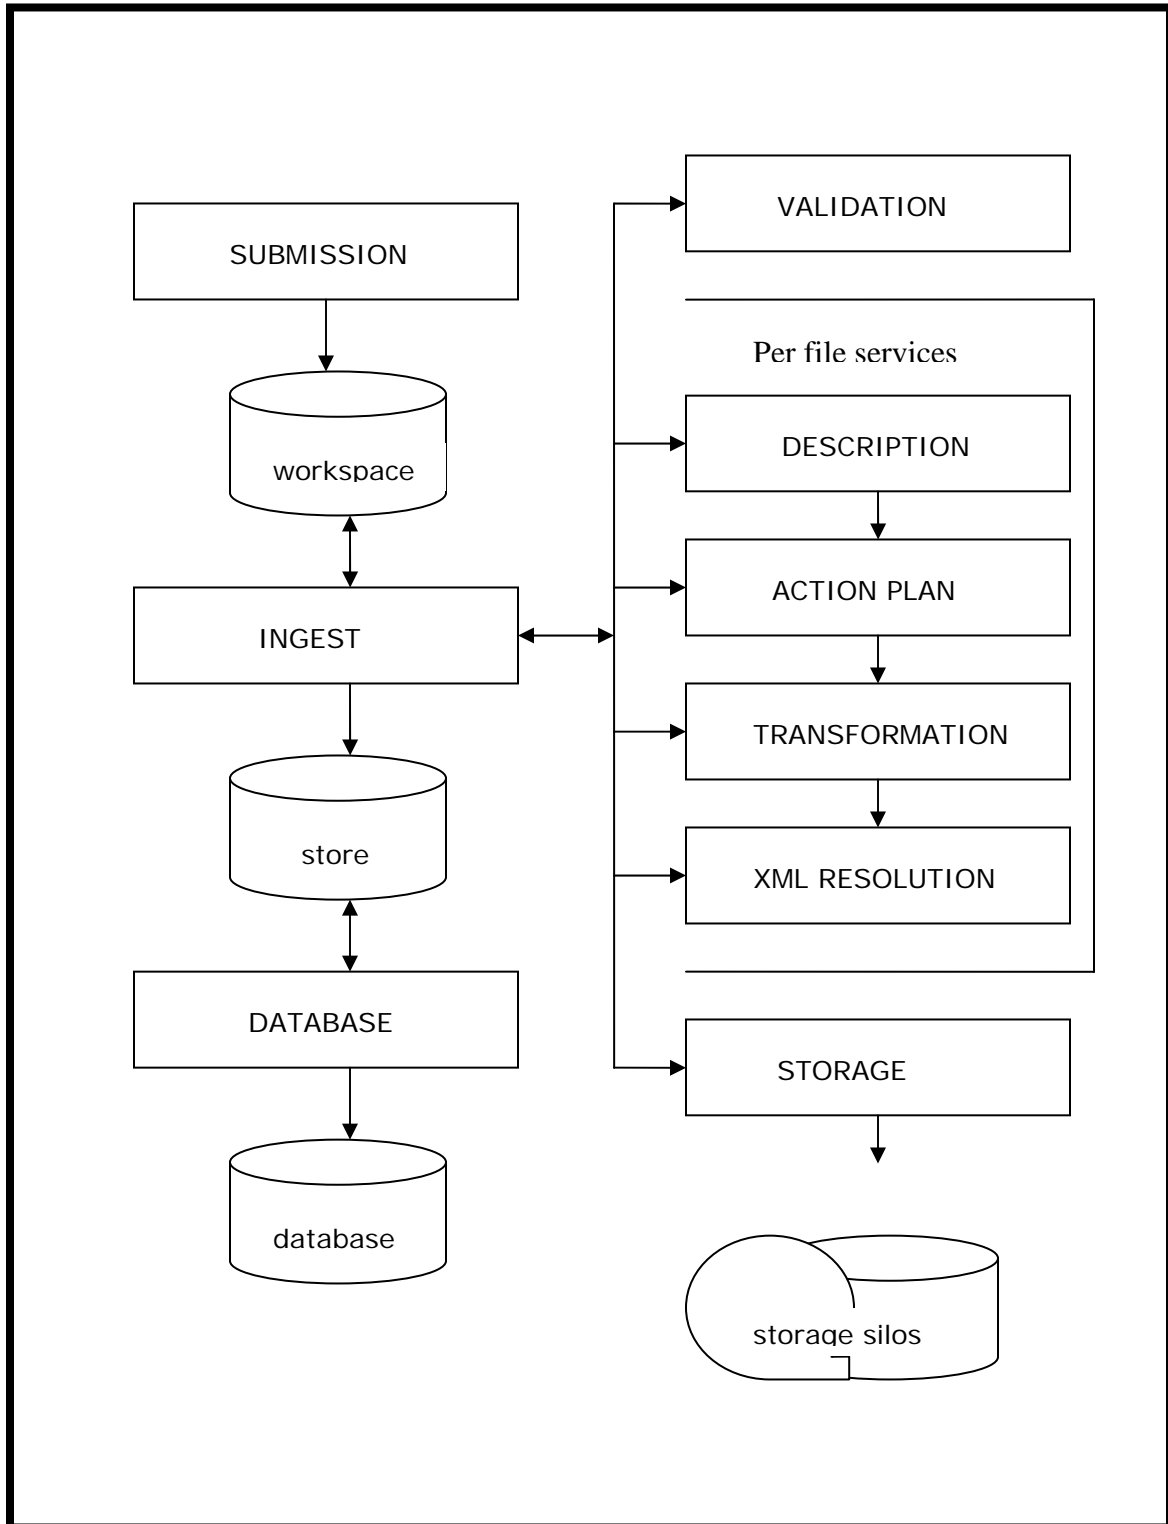 SUBMISSION
workspace
INGEST
store
DATABASE
database
VALIDATION
Per file services
DESCRIPTION
ACTION PLAN
TRANSFORMATION
XML RESOLUTION
STORAGE
storage silos